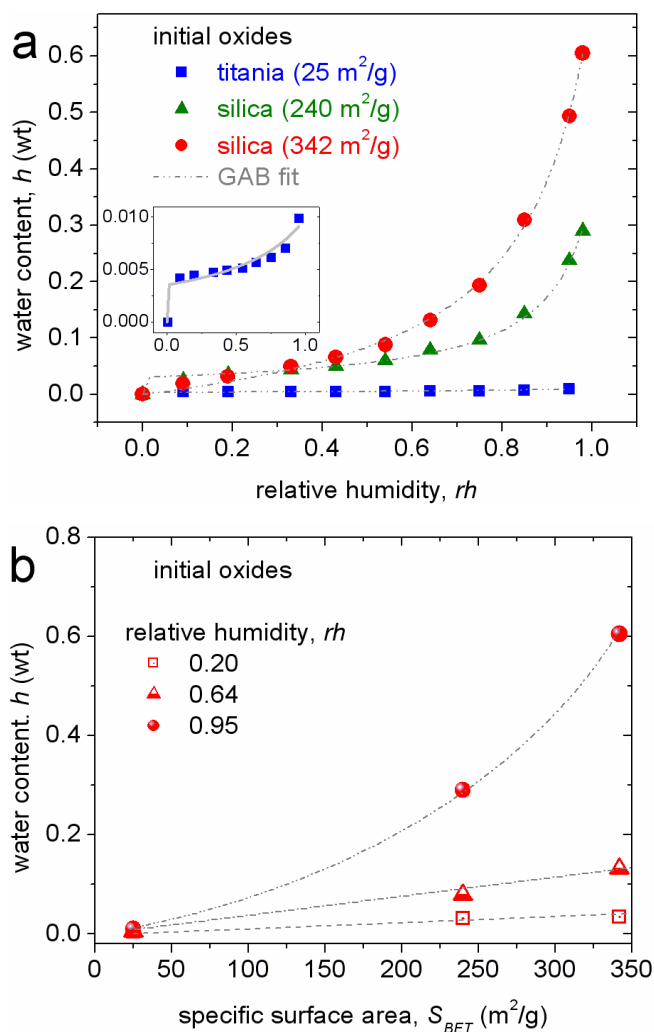 a
initial oxides
titania (25 m²/g)
silica (240 m²/g)
silica (342 m²/g)
GAB fit
water content, h (wt)
0.6
0.5
0.4
0.3
0.2
0.1
0.0
0.010
0.005
0.000
0.0 0.5 1.0
0.0 0.2 0.4 0.6 0.8 1.0
relative humidity, rh
b
initial oxides
relative humidity, rh
0.20
0.64
0.95
water content. h (wt)
0.8
0.6
0.4
0.2
0.0
0 50 100 150 200 250 300 350
specific surface area, S_BET (m²/g)